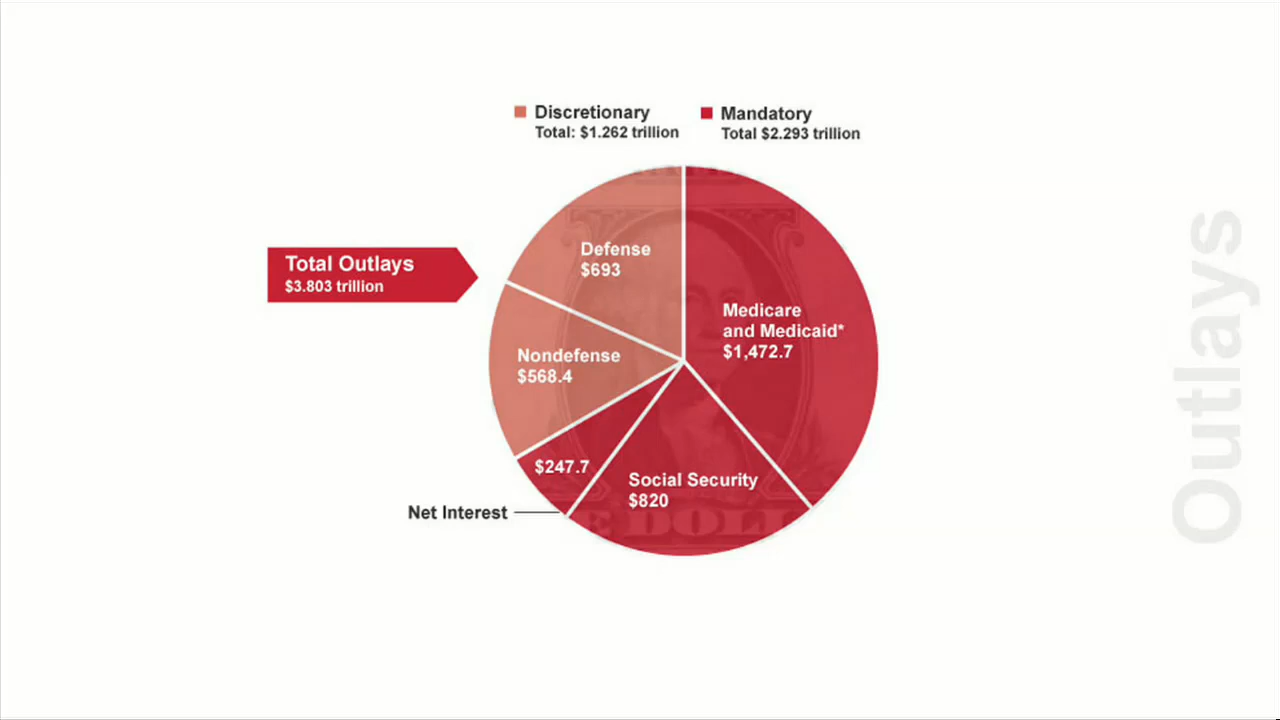 Discretionary
Total: $1.262 trillion
Mandatory
Total $2.293 trillion
Total Outlays
$3.803 trillion
Defense
$693
Medicare
and Medicaid*
$1,472.7
Nondefense
$568.4
$247.7
Social Security
$820
Net Interest
E DOLL
Outlays